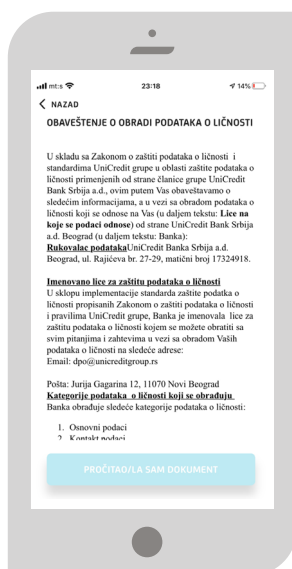 mt:s 23:18 14%
NAZAD
OBAVEŠTENJE O OBRADI PODATAKA O LIČNOSTI
U skladu sa Zakonom o zaštiti podataka o ličnosti i
standardima UniCredit grupe u oblasti zaštite podataka o
ličnosti primenjenih od strane članice grupe UniCredit
Bank Srbija a.d., ovim putem Vas obaveštavamo o
sledećim informacijama, a u vezi sa obradom podataka o
ličnosti koji se odnose na Vas (u daljem tekstu: Lice na
koje se podaci odnose) od strane UniCredit Bank Srbija
a.d. Beograd (u daljem tekstu: Banka):
Rukovalac podatakaUniCredit Banka Srbija a.d.
Beograd, ul. Rajićeva br. 27-29, matični broj 17324918.
Imenovano lice za zaštitu podataka o ličnosti
U sklopu implementacije standarda zaštite podatka o
ličnosti propisanih Zakonom o zaštiti podataka o ličnosti
i pravilima UniCredit grupe, Banka je imenovala lice za
zaštitu podataka o ličnosti kojem se možete obratiti sa
svim pitanjima i zahtevima u vezi sa obradom Vaših
podataka o ličnosti na sledeće adrese:
Email: dpo@unicreditgroup.rs
Pošta: Jurija Gagarina 12, 11070 Novi Beograd
Kategorije podataka o ličnosti koji se obrađuju
Banka obrađuje sledeće kategorije podataka o ličnosti:
1. Osnovni podaci
2. Kontakt podaci
PROČITAO/LA SAM DOKUMENT